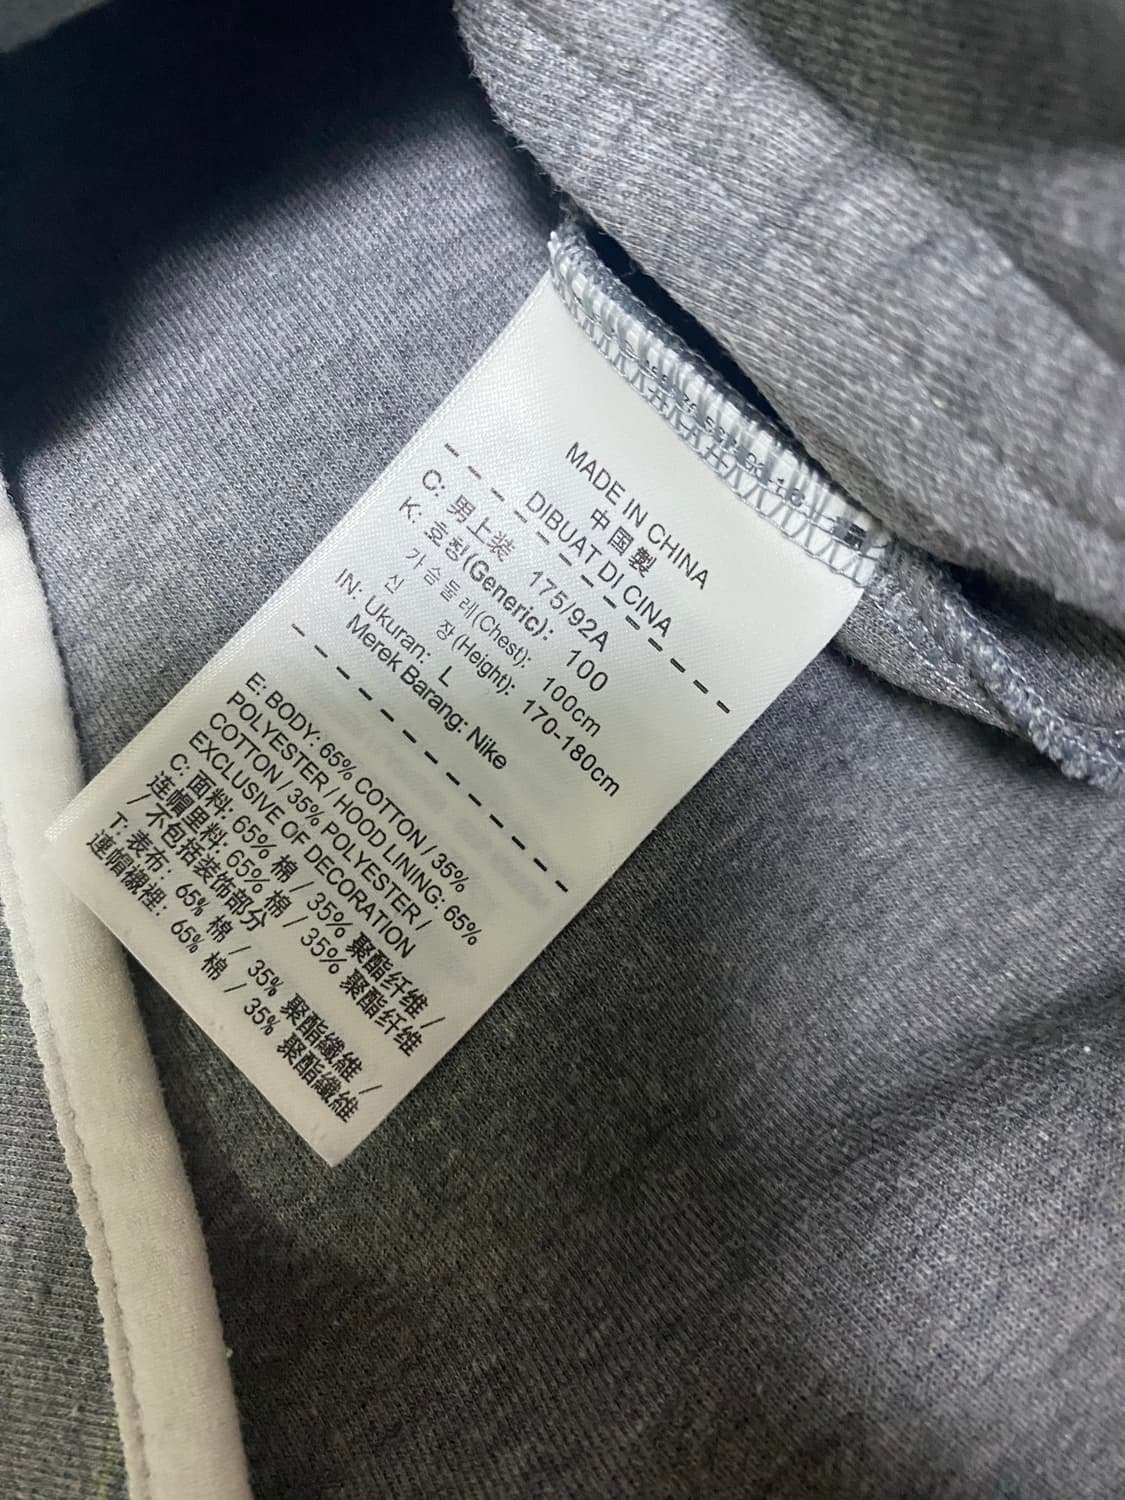 MADE IN CHINA
中国製
DIBUAT DI CINA
C: 男上装 175/92A
K: 호칭(Generic): 100
가슴둘레(Chest): 100cm
신 장 (Height): 170-180cm
IN: Ukuran: L
Merek Barang: Nike
E: BODY: 65% COTTON / 35%
POLYESTER / HOOD LINING: 65%
COTTON / 35% POLYESTER /
EXCLUSIVE OF DECORATION
C: 面料: 65% 棉 / 35% 聚酯纤维 /
连帽里料: 65% 棉 / 35% 聚酯纤维
/ 不包括装饰部分
T: 表布: 65% 棉 / 35% 聚酯纖維 /
連帽襯裡: 65% 棉 / 35% 聚酯纖維